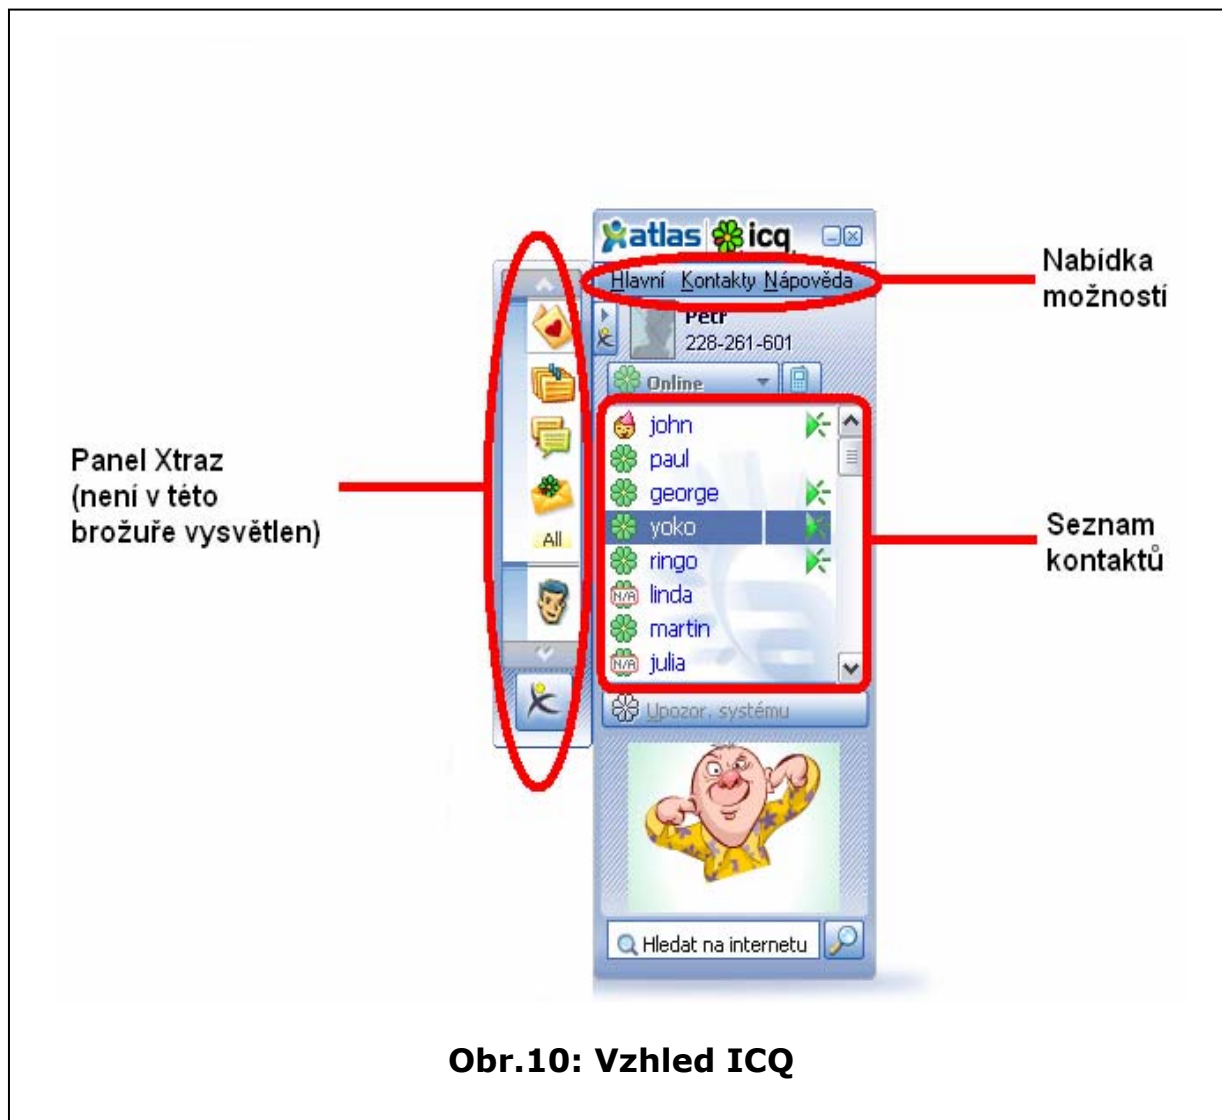 atlas icq
Hlavní Kontakty Nápověda
Petr
228-261-601
Online
john
paul
george
yoko
ringo
N/A linda
martin
N/A julia
Upozor. systému
Hledat na internetu
All
Panel Xtraz
(není v této
brožuře vysvětlen)
Nabídka
možností
Seznam
kontaktů
Obr.10: Vzhled ICQ